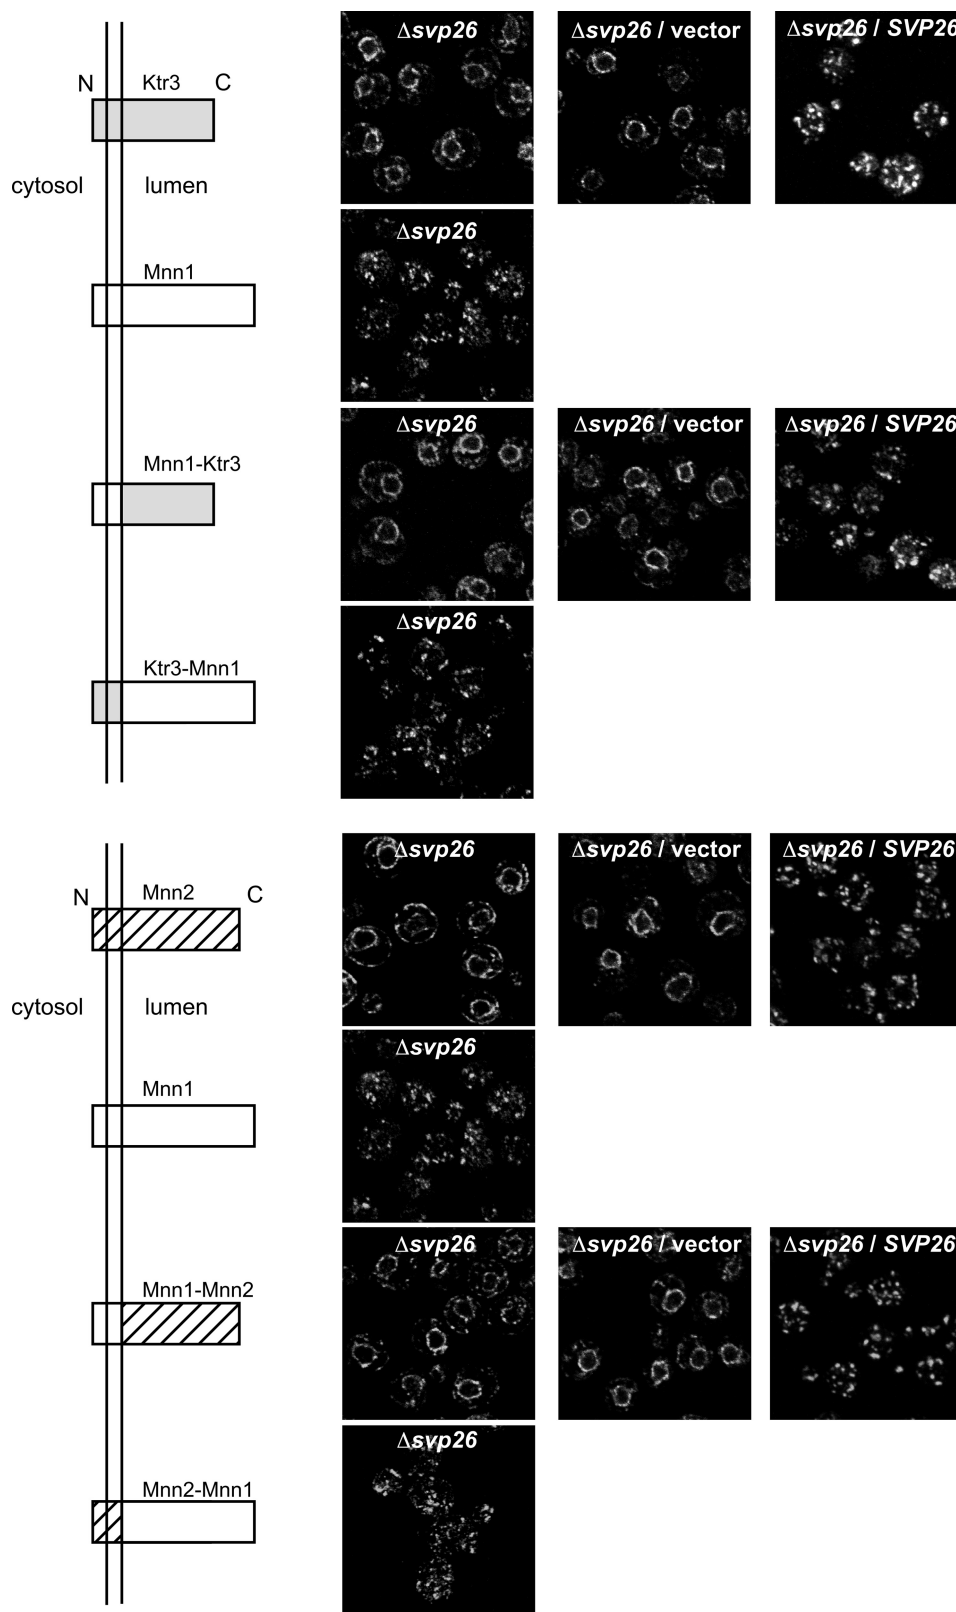 Δsvp26 Δsvp26 / vector Δsvp26 / SVP26
N Ktr3 C
cytosol lumen
Δsvp26
Mnn1
Δsvp26 Δsvp26 / vector Δsvp26 / SVP26
Mnn1-Ktr3
Δsvp26
Ktr3-Mnn1
Δsvp26 Δsvp26 / vector Δsvp26 / SVP26
N Mnn2 C
cytosol lumen
Δsvp26
Mnn1
Δsvp26 Δsvp26 / vector Δsvp26 / SVP26
Mnn1-Mnn2
Δsvp26
Mnn2-Mnn1